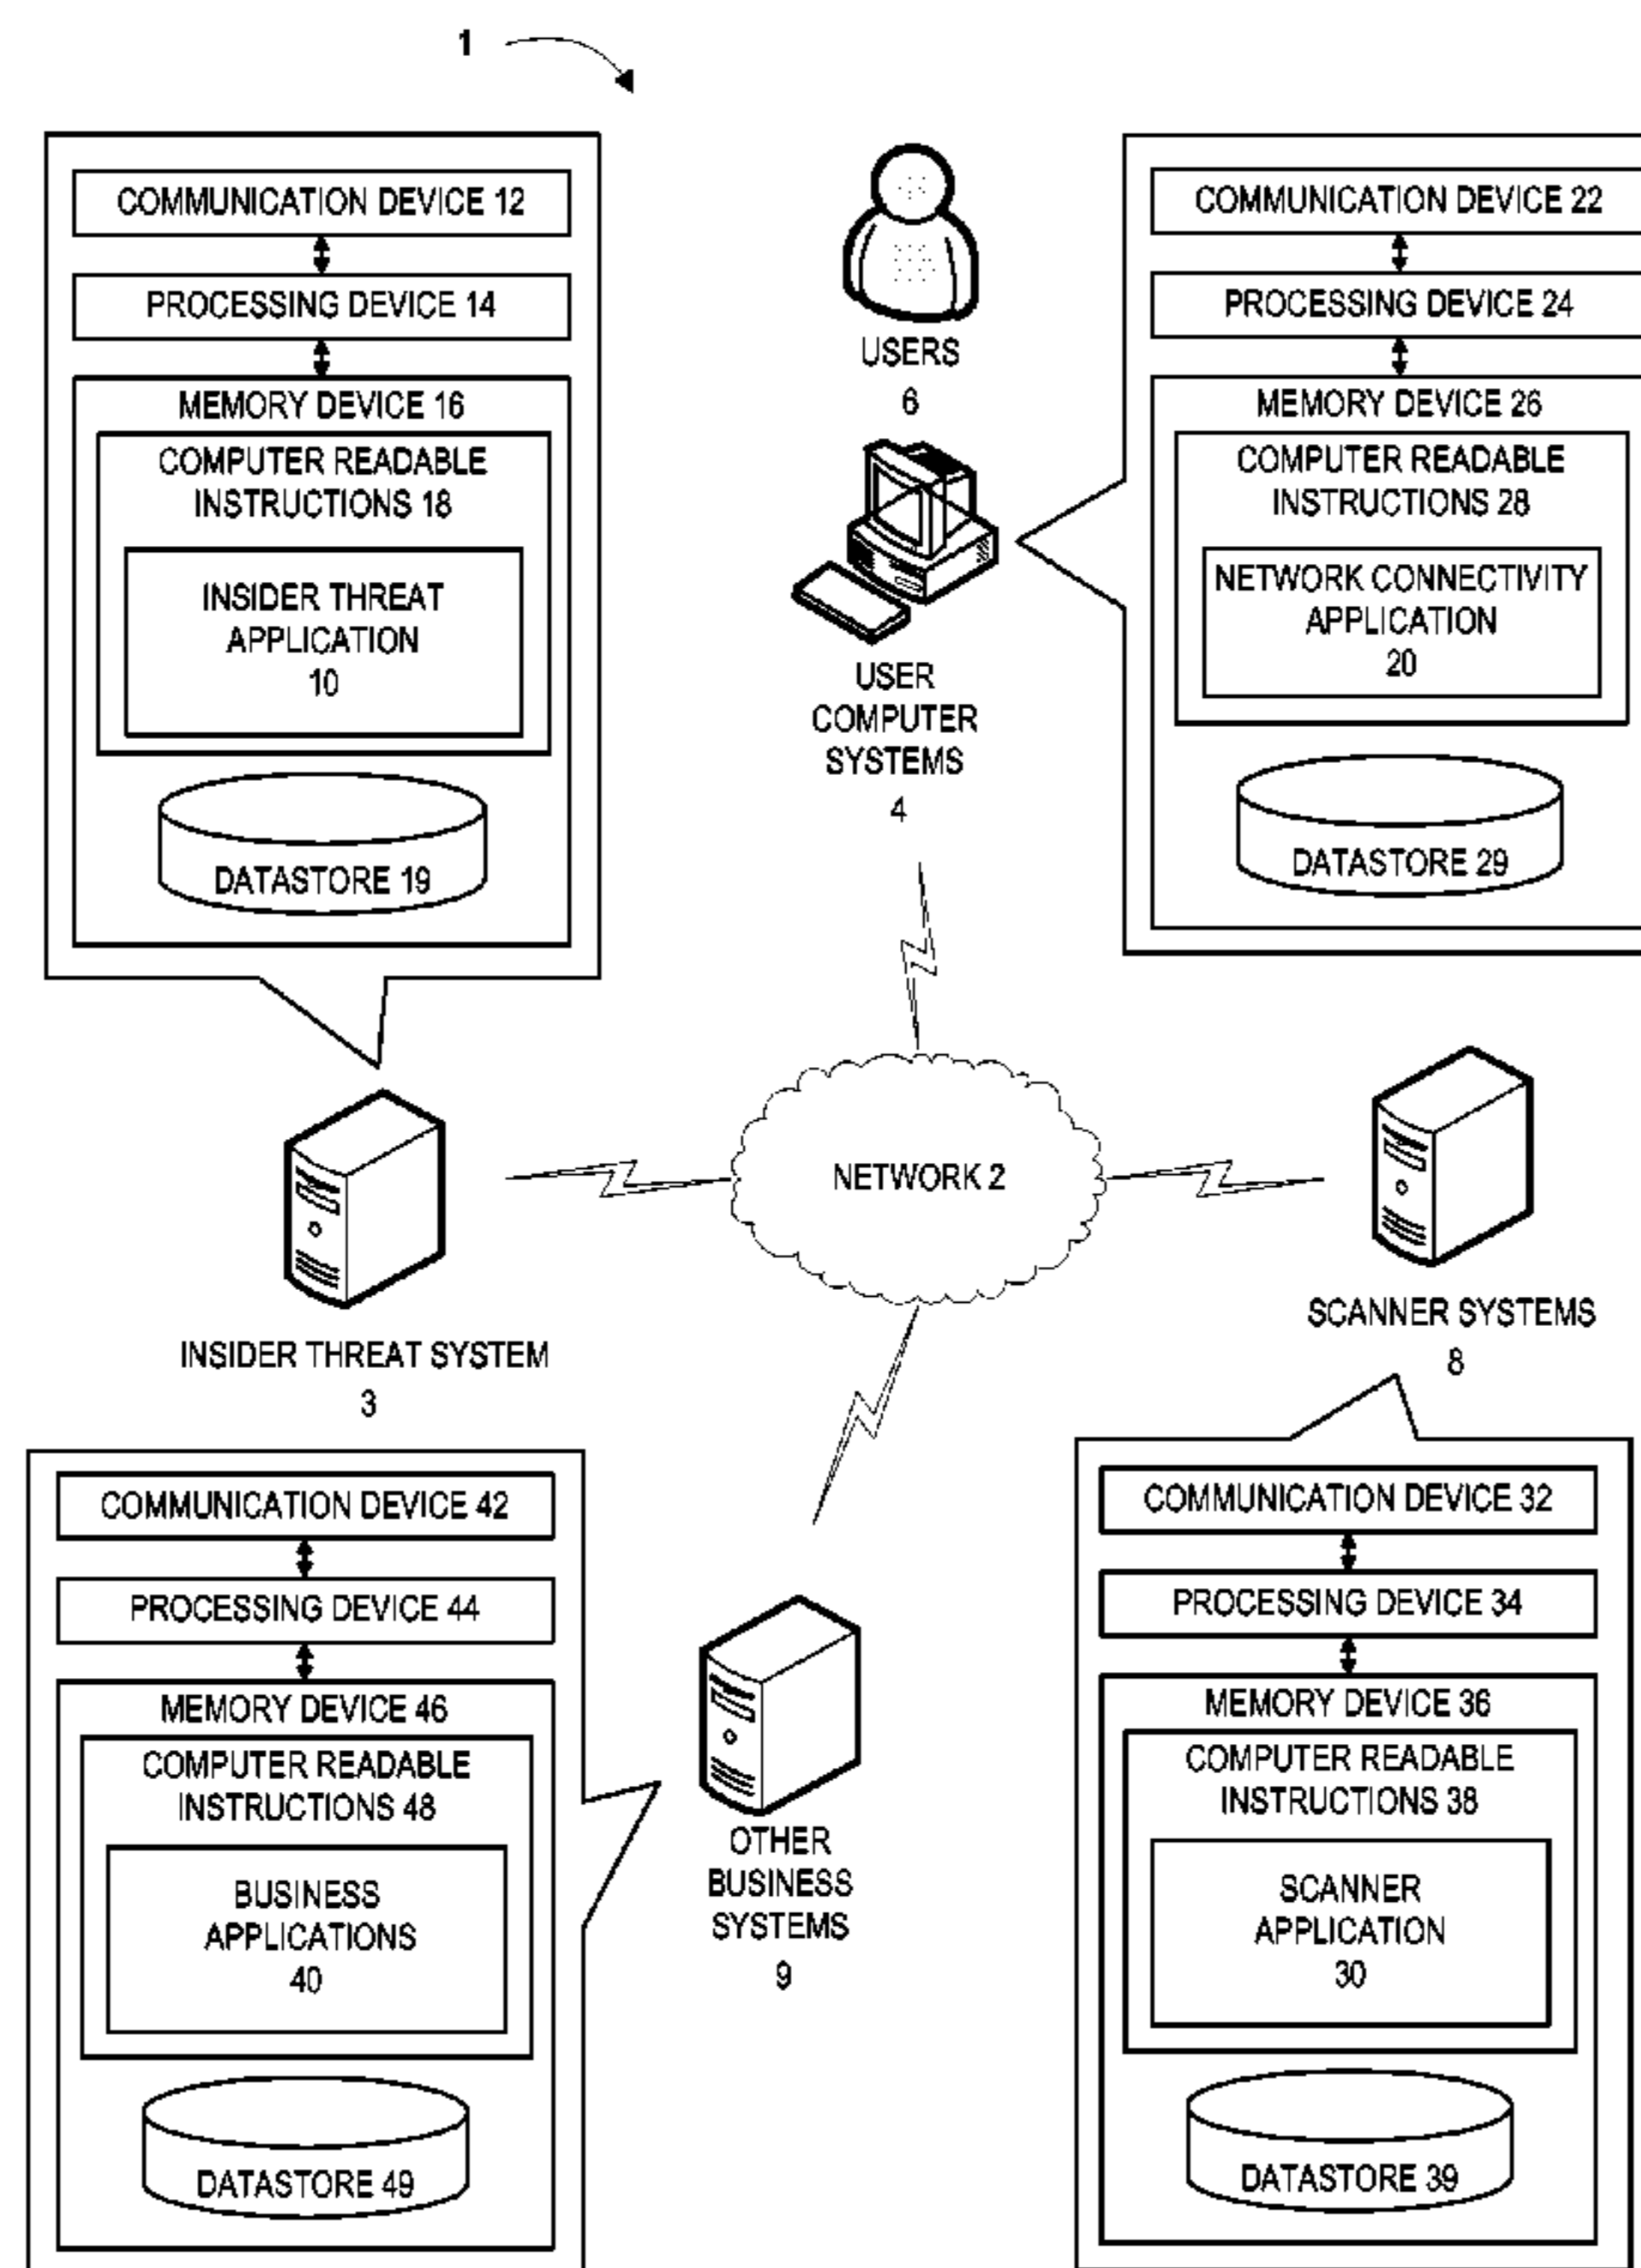 1
COMMUNICATION DEVICE 12
PROCESSING DEVICE 14
MEMORY DEVICE 16
COMPUTER READABLE
INSTRUCTIONS 18
INSIDER THREAT
APPLICATION
10
DATASTORE 19
USERS
6
USER
COMPUTER
SYSTEMS
4
COMMUNICATION DEVICE 22
PROCESSING DEVICE 24
MEMORY DEVICE 26
COMPUTER READABLE
INSTRUCTIONS 28
NETWORK CONNECTIVITY
APPLICATION
20
DATASTORE 29
INSIDER THREAT SYSTEM
3
NETWORK 2
SCANNER SYSTEMS
8
COMMUNICATION DEVICE 42
PROCESSING DEVICE 44
MEMORY DEVICE 46
COMPUTER READABLE
INSTRUCTIONS 48
BUSINESS
APPLICATIONS
40
DATASTORE 49
OTHER
BUSINESS
SYSTEMS
9
COMMUNICATION DEVICE 32
PROCESSING DEVICE 34
MEMORY DEVICE 36
COMPUTER READABLE
INSTRUCTIONS 38
SCANNER
APPLICATION
30
DATASTORE 39